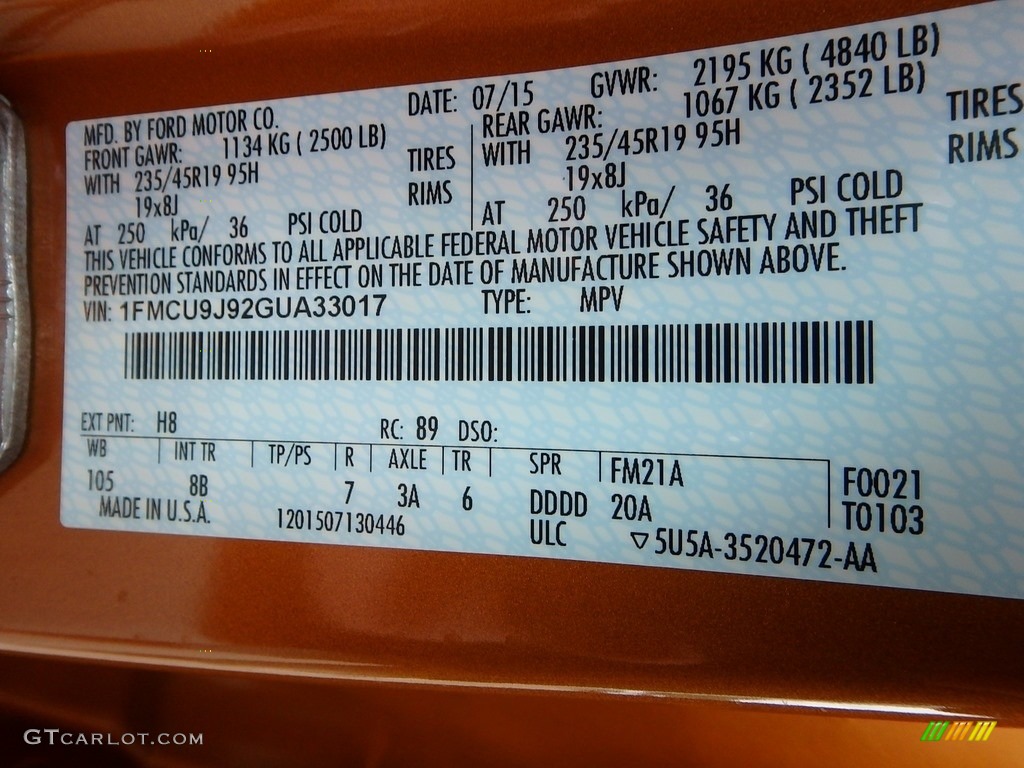 MFD. BY FORD MOTOR CO. DATE: 07/15 GVWR: 2195 KG ( 4840 LB)
FRONT GAWR: 1134 KG ( 2500 LB) REAR GAWR: 1067 KG ( 2352 LB)
WITH 235/45R19 95H TIRES WITH 235/45R19 95H TIRES
19x8J RIMS 19x8J RIMS
AT 250 kPa/ 36 PSI COLD AT 250 kPa/ 36 PSI COLD
THIS VEHICLE CONFORMS TO ALL APPLICABLE FEDERAL MOTOR VEHICLE SAFETY AND THEFT
PREVENTION STANDARDS IN EFFECT ON THE DATE OF MANUFACTURE SHOWN ABOVE.
VIN: 1FMCU9J92GUA33017 TYPE: MPV
EXT PNT: H8 RC: 89 DSO:
WB INT TR TP/PS R AXLE TR SPR FM21A F0021
105 8B 7 3A 6 DDDD 20A T0103
MADE IN U.S.A. 1201507130446 ULC ▽5U5A-3520472-AA
GTCARLOT.COM